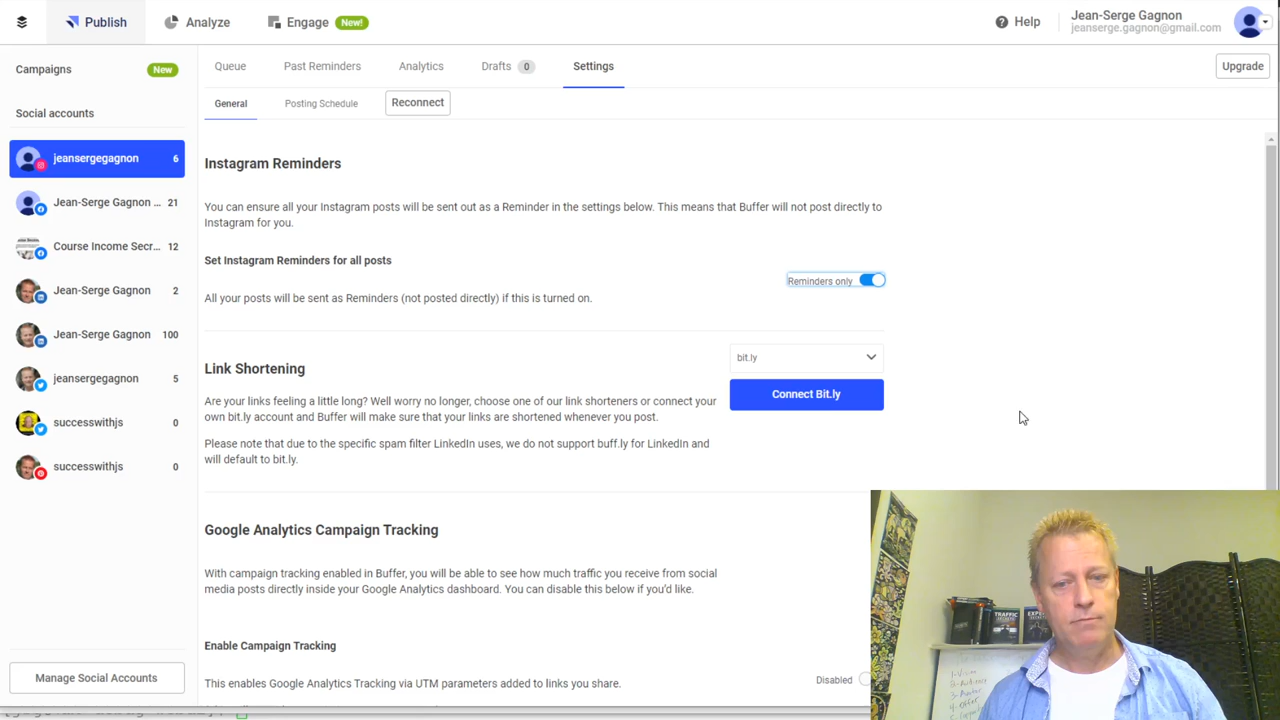 Publish
Analyze
Engage New!
Help
Jean-Serge Gagnon
jeanserge.gagnon@gmail.com
Campaigns New
Social accounts
jeansergegagnon 6
Jean-Serge Gagnon ... 21
Course Income Secr... 12
Jean-Serge Gagnon 2
Jean-Serge Gagnon 100
jeansergegagnon 5
successwithjs 0
successwithjs 0
Manage Social Accounts
Queue Past Reminders Analytics Drafts 0 Settings
Upgrade
General Posting Schedule Reconnect
Instagram Reminders
You can ensure all your Instagram posts will be sent out as a Reminder in the settings below. This means that Buffer will not post directly to
Instagram for you.
Set Instagram Reminders for all posts
Reminders only
All your posts will be sent as Reminders (not posted directly) if this is turned on.
Link Shortening
bit.ly
Connect Bit.ly
Are your links feeling a little long? Well worry no longer, choose one of our link shorteners or connect your
own bit.ly account and Buffer will make sure that your links are shortened whenever you post.
Please note that due to the specific spam filter LinkedIn uses, we do not support buff.ly for LinkedIn and
will default to bit.ly.
Google Analytics Campaign Tracking
With campaign tracking enabled in Buffer, you will be able to see how much traffic you receive from social
media posts directly inside your Google Analytics dashboard. You can disable this below if you'd like.
Enable Campaign Tracking
This enables Google Analytics Tracking via UTM parameters added to links you share.
Disabled
TRAFFIC